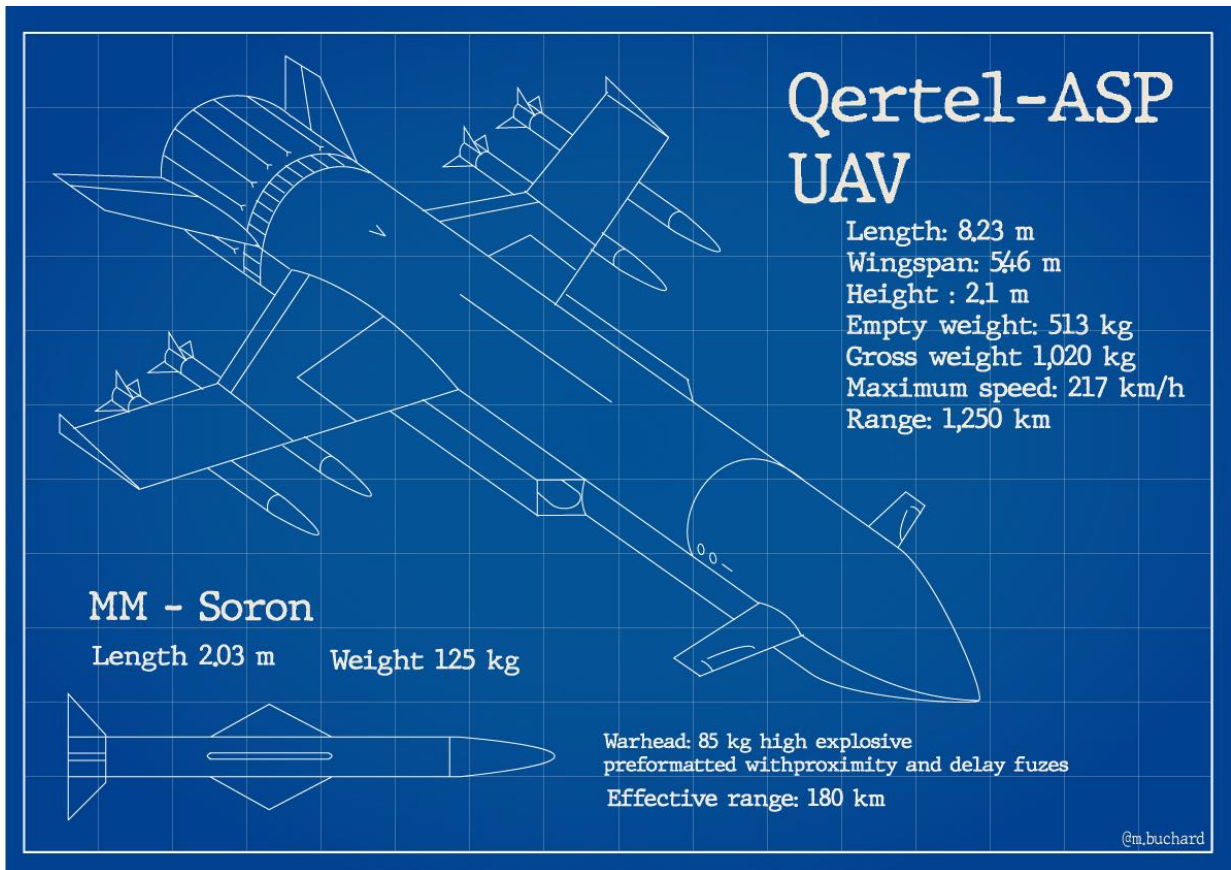 Qertel-ASP
UAV
Length: 8.23 m
Wingspan: 5.46 m
Height : 2.1 m
Empty weight: 513 kg
Gross weight 1,020 kg
Maximum speed: 217 km/h
Range: 1,250 km
MM - Soron
Length 2.03 m
Weight 125 kg
Warhead: 85 kg high explosive
preformatted withproximity and delay fuzes
Effective range: 180 km
@m.buchard